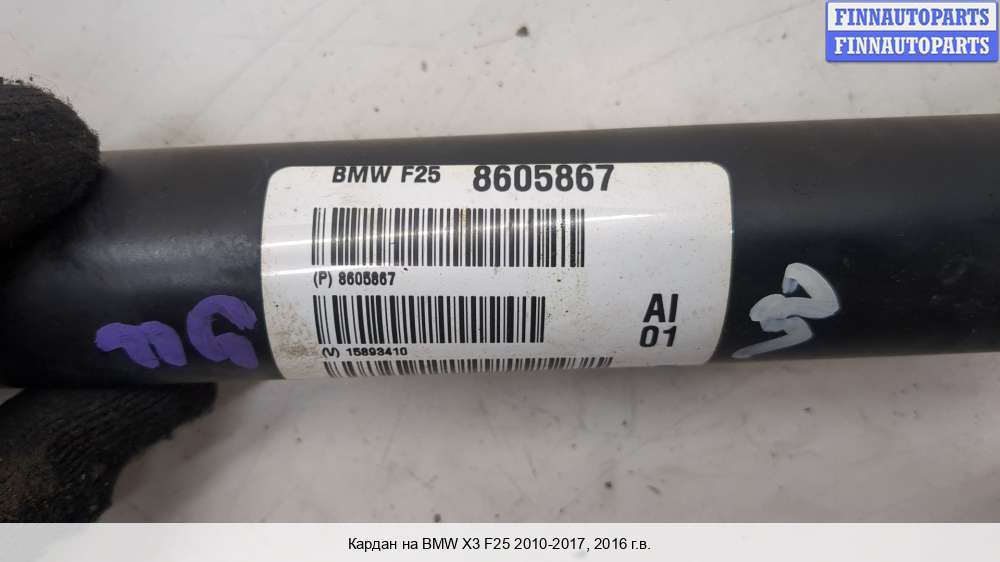 FINNAUTOPARTS
FINNAUTOPARTS
BMW F25 8605867
(P) 8605867
AI
01
(V) 15893410
Кардан на BMW X3 F25 2010-2017, 2016 г.в.